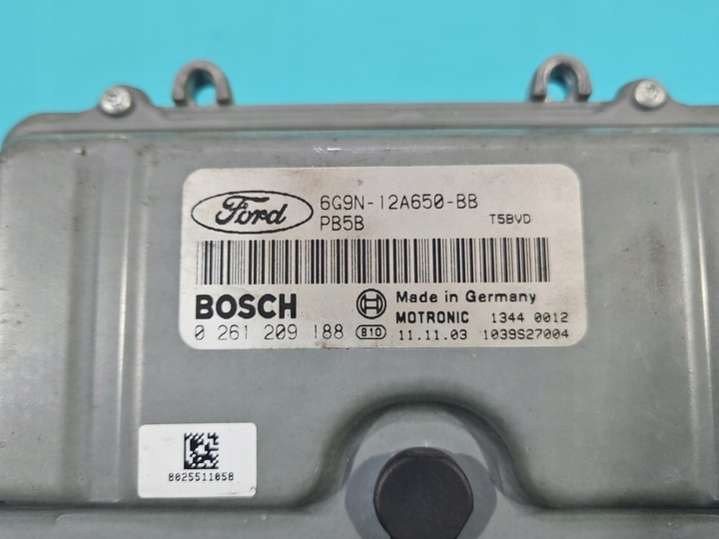 Ford 6G9N-12A650-BB
PB5B T5BVD
BOSCH Made in Germany
MOTRONIC 1344 0012
0 261 209 188 B10 11.11.03 1039S27004
8025511058